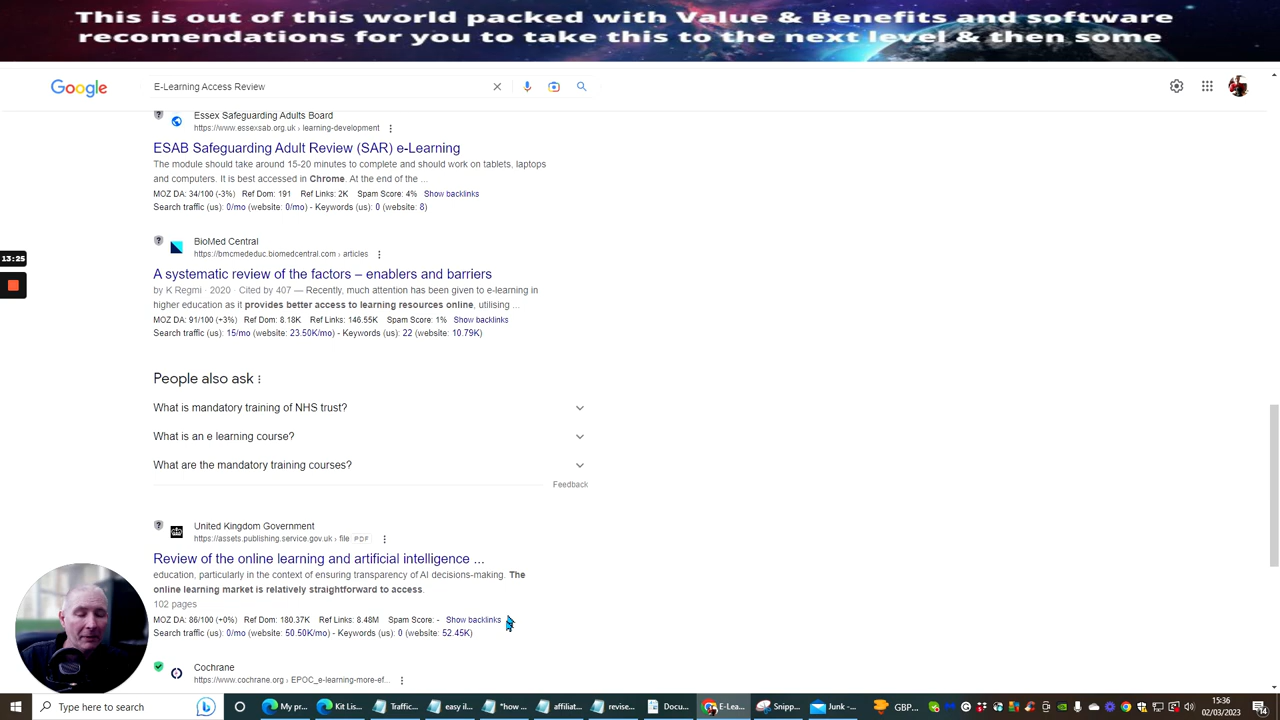 This is out of this world packed with Value & Benefits and software
recomendations for you to take this to the next level & then some
Google
E-Learning Access Review
Essex Safeguarding Adults Board
https://www.essexsab.org.uk › learning-development
ESAB Safeguarding Adult Review (SAR) e-Learning
The module should take around 15-20 minutes to complete and should work on tablets, laptops
and computers. It is best accessed in Chrome. At the end of the ...
MOZ DA: 34/100 (-3%) Ref Dom: 191 Ref Links: 2K Spam Score: 4% Show backlinks
Search traffic (us): 0/mo (website: 0/mo) - Keywords (us): 0 (website: 8)
13:25
BioMed Central
https://bmcmededuc.biomedcentral.com › articles
A systematic review of the factors – enablers and barriers
by K Regmi · 2020 · Cited by 407 — Recently, much attention has been given to e-learning in
higher education as it provides better access to learning resources online, utilising ...
MOZ DA: 91/100 (+3%) Ref Dom: 8.18K Ref Links: 146.55K Spam Score: 1% Show backlinks
Search traffic (us): 15/mo (website: 23.50K/mo) - Keywords (us): 22 (website: 10.79K)
People also ask
What is mandatory training of NHS trust?
What is an e learning course?
What are the mandatory training courses?
Feedback
United Kingdom Government
https://assets.publishing.service.gov.uk › file PDF
Review of the online learning and artificial intelligence ...
education, particularly in the context of ensuring transparency of AI decisions-making. The
online learning market is relatively straightforward to access.
102 pages
MOZ DA: 86/100 (+0%) Ref Dom: 180.37K Ref Links: 8.48M Spam Score: - Show backlinks
Search traffic (us): 0/mo (website: 50.50K/mo) - Keywords (us): 0 (website: 52.45K)
Cochrane
https://www.cochrane.org › EPOC_e-learning-more-ef...
Type here to search
My pr...
Kit Lis...
Traffic...
easy il...
"how ...
affiliat...
revise...
Docu...
E-Lea...
Snipp...
Junk -...
GBP...
15:36
02/03/2023